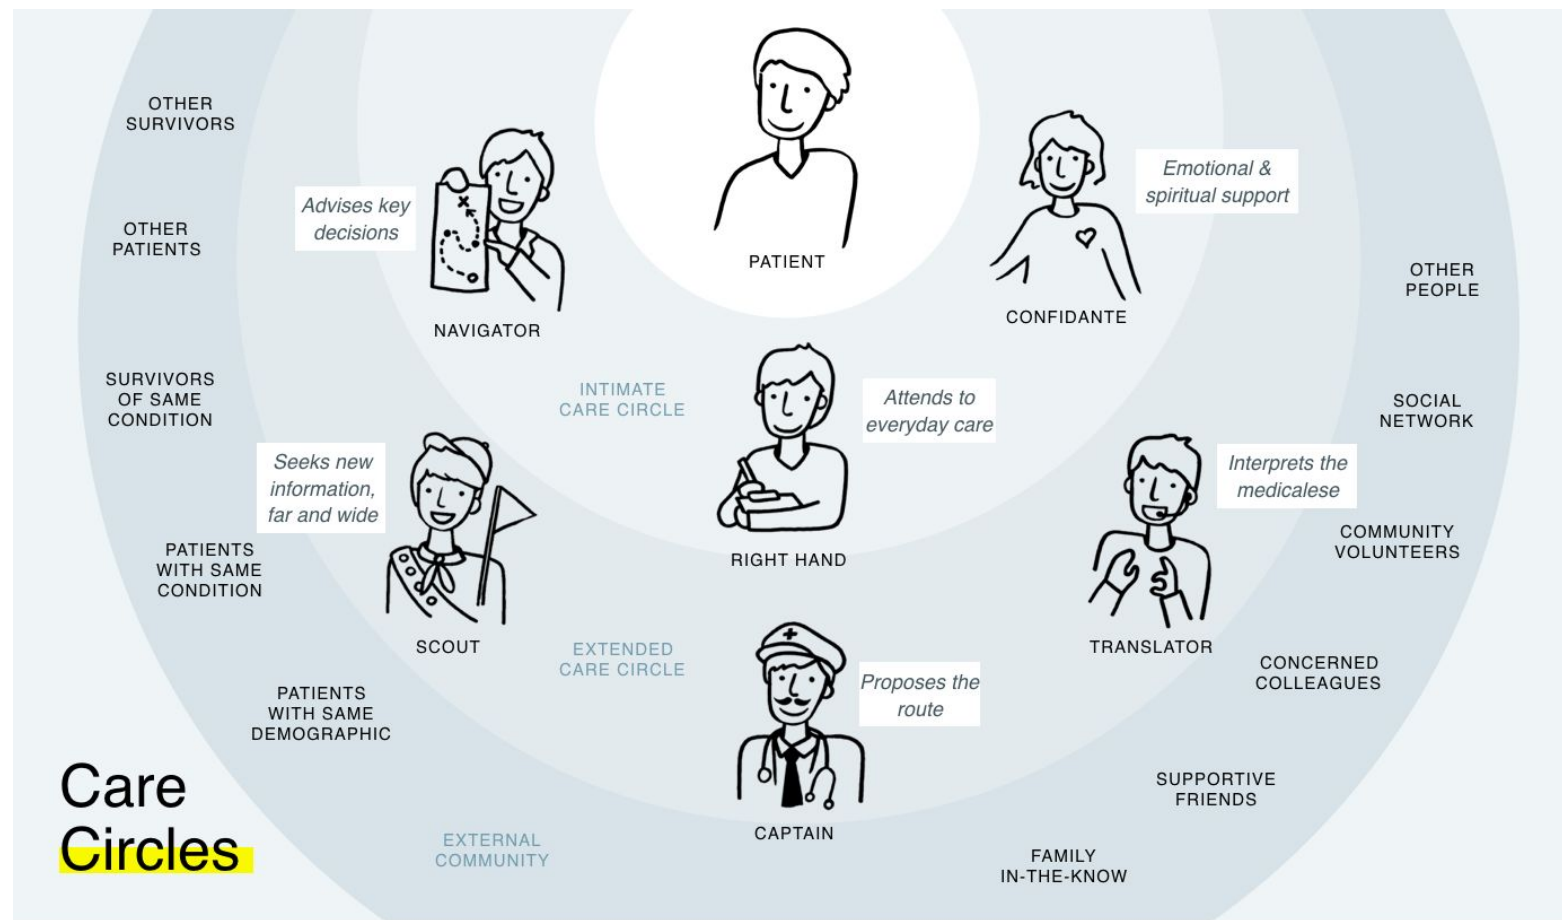 OTHER
SURVIVORS
OTHER
PATIENTS
SURVIVORS
OF SAME
CONDITION
PATIENTS
WITH SAME
CONDITION
PATIENTS
WITH SAME
DEMOGRAPHIC
Advises key
decisions
NAVIGATOR
PATIENT
Emotional &
spiritual support
CONFIDANTE
INTIMATE
CARE CIRCLE
Attends to
everyday care
RIGHT HAND
Seeks new
information,
far and wide
SCOUT
EXTENDED
CARE CIRCLE
Proposes the
route
CAPTAIN
Interprets the
medicalese
TRANSLATOR
OTHER
PEOPLE
SOCIAL
NETWORK
COMMUNITY
VOLUNTEERS
CONCERNED
COLLEAGUES
SUPPORTIVE
FRIENDS
FAMILY
IN-THE-KNOW
EXTERNAL
COMMUNITY
Care
Circles